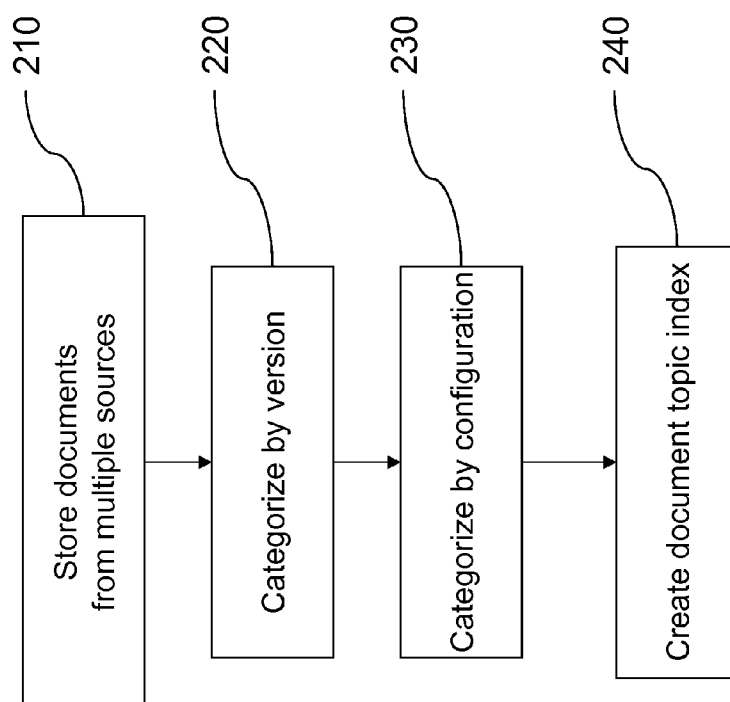 210
Store documents
from multiple sources
220
Categorize by version
230
Categorize by configuration
240
Create document topic index